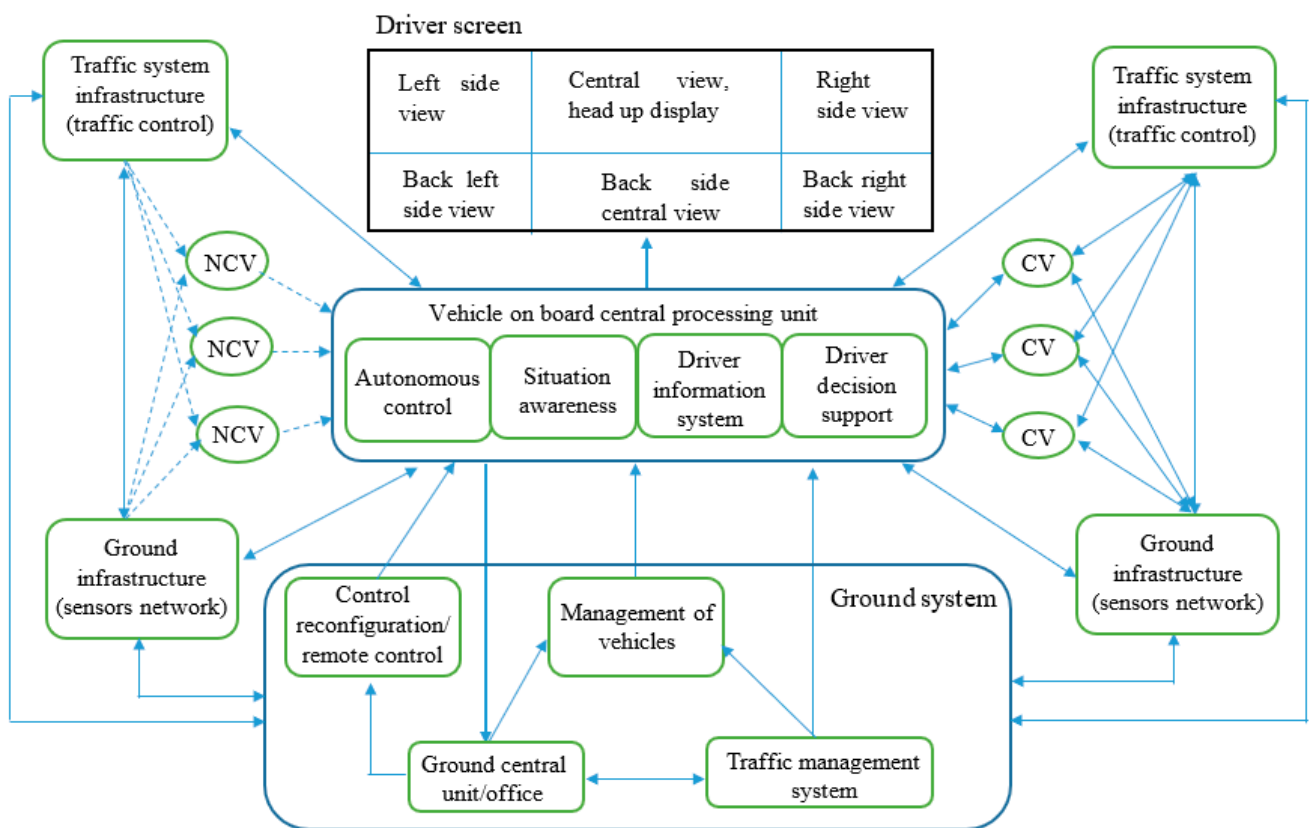 Driver screen
Traffic system
infrastructure
(traffic control)
Left side
view
Central view,
head up display
Right
side view
Traffic system
infrastructure
(traffic control)
Back left
side view
Back side
central view
Back right
side view
NCV
NCV
NCV
Vehicle on board central processing unit
Autonomous
control
Situation
awareness
Driver
information
system
Driver
decision
support
CV
CV
CV
Ground
infrastructure
(sensors network)
Ground
infrastructure
(sensors network)
Ground system
Control
reconfiguration/
remote control
Management of
vehicles
Ground central
unit/office
Traffic management
system